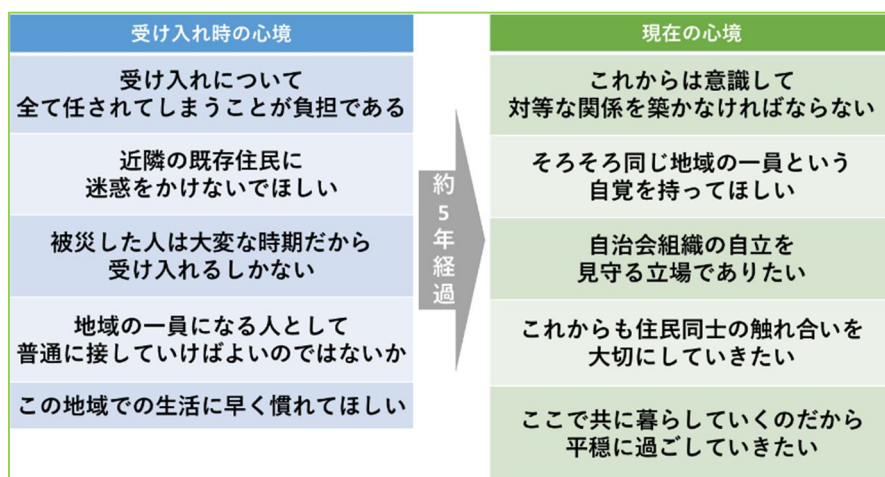 受け入れ時の心境
受け入れについて
全て任されてしまうことが負担である
近隣の既存住民に
迷惑をかけないでほしい
被災した人は大変な時期だから
受け入れるしかない
地域の一員になる人として
普通に接していけばよいのではないか
この地域での生活に早く慣れてほしい
約5年経過
現在の心境
これからは意識して
対等な関係を築かなければならない
そろそろ同じ地域の一員という
自覚を持ってほしい
自治会組織の自立を
見守る立場でありたい
これからも住民同士の触れ合いを
大切にしていきたい
ここで共に暮らしていくのだから
平穏に過ごしていきたい